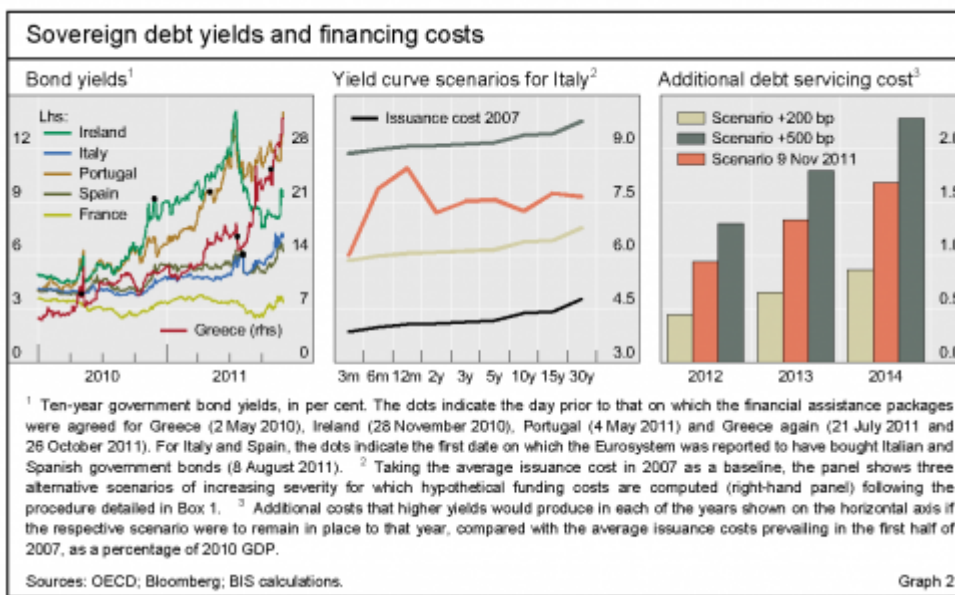 Sovereign debt yields and financing costs
Bond yields¹
Yield curve scenarios for Italy²
Additional debt servicing cost³
Lhs:
Ireland
Italy
Portugal
Spain
France
Greece (rhs)
12
9
6
3
0
28
21
14
7
0
2010
2011
Issuance cost 2007
9.0
7.5
6.0
4.5
3.0
3m 6m 12m 2y 3y 5y 10y 15y 30y
Scenario +200 bp
Scenario +500 bp
Scenario 9 Nov 2011
2.0
1.5
1.0
0.5
0.0
2012
2013
2014
¹ Ten-year government bond yields, in per cent. The dots indicate the day prior to that on which the financial assistance packages
were agreed for Greece (2 May 2010), Ireland (28 November 2010), Portugal (4 May 2011) and Greece again (21 July 2011 and
26 October 2011). For Italy and Spain, the dots indicate the first date on which the Eurosystem was reported to have bought Italian and
Spanish government bonds (8 August 2011). ² Taking the average issuance cost in 2007 as a baseline, the panel shows three
alternative scenarios of increasing severity for which hypothetical funding costs are computed (right-hand panel) following the
procedure detailed in Box 1. ³ Additional costs that higher yields would produce in each of the years shown on the horizontal axis if
the respective scenario were to remain in place to that year, compared with the average issuance costs prevailing in the first half of
2007, as a percentage of 2010 GDP.
Sources: OECD; Bloomberg; BIS calculations.
Graph 2